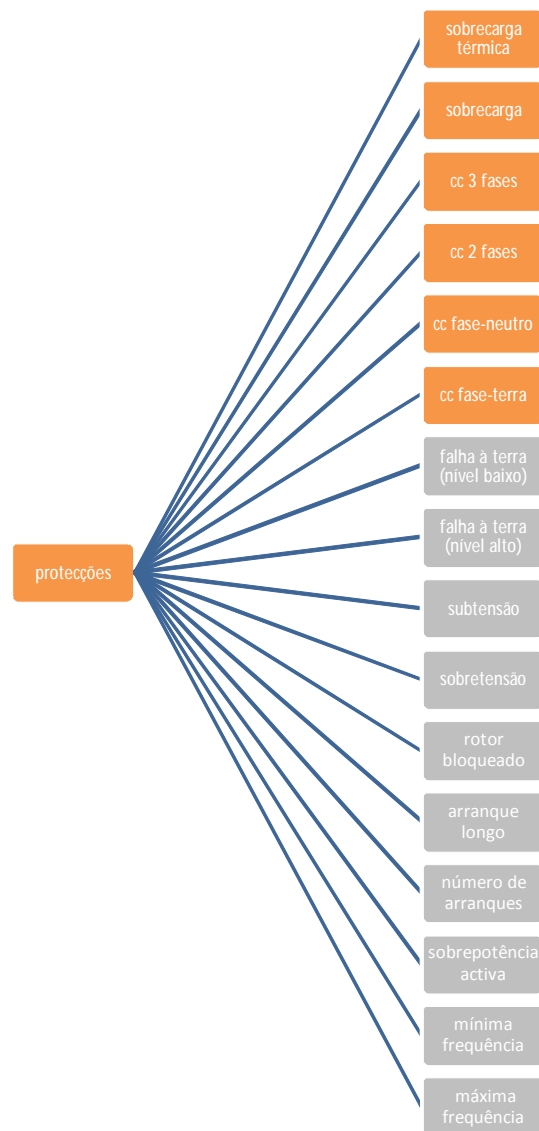 sobrecarga
térmica
sobrecarga
cc 3 fases
cc 2 fases
cc fase-neutro
cc fase-terra
falha à terra
(nível baixo)
falha à terra
(nível alto)
protecções
subtensão
sobretensão
rotor
bloqueado
arranque
longo
número de
arranques
sobrepotência
activa
mínima
frequência
máxima
frequência